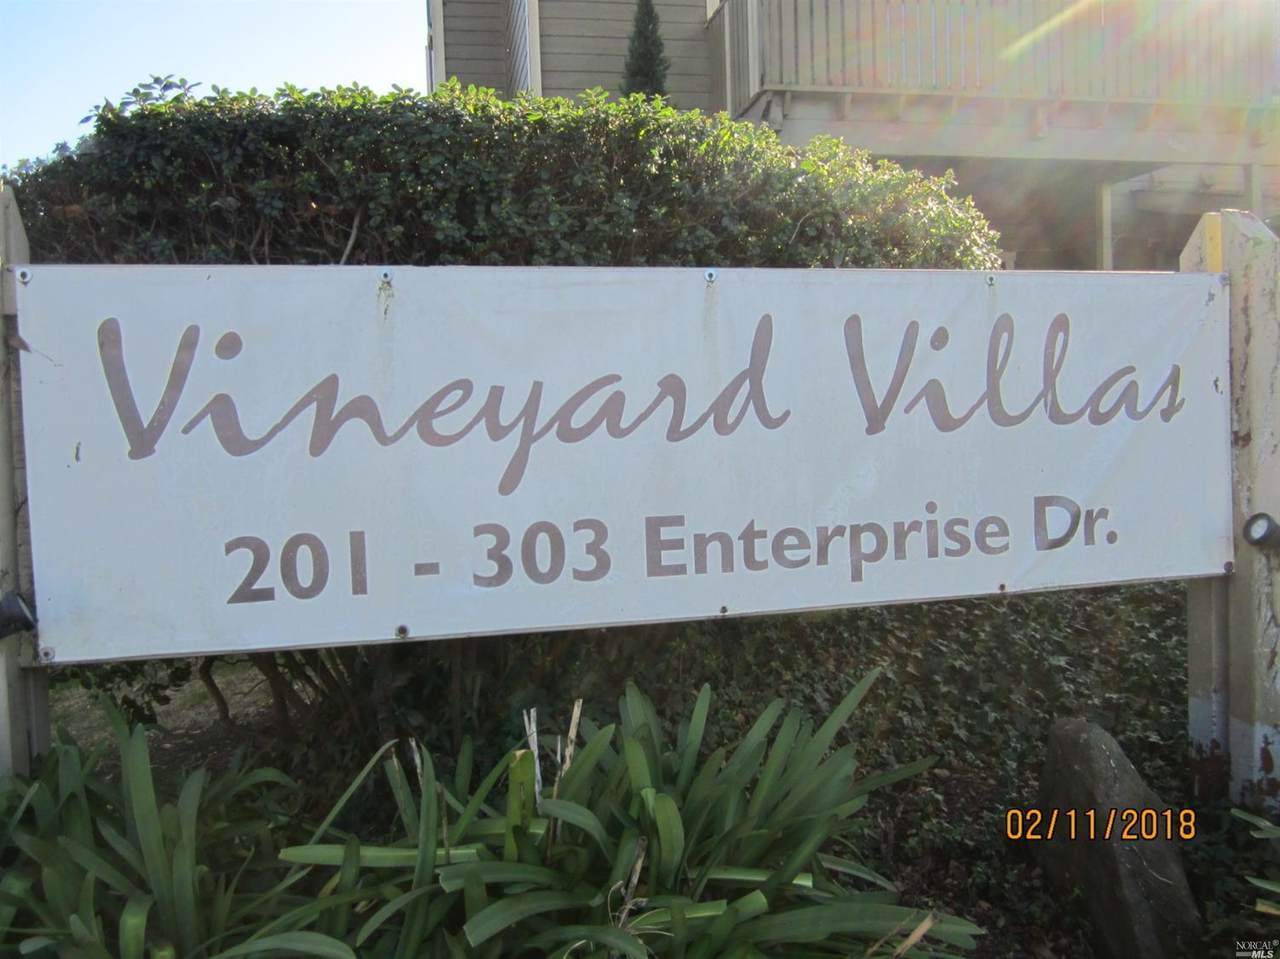 Vineyard Villas
201 - 303 Enterprise Dr.
02/11/2018
NORCAL®
MLS